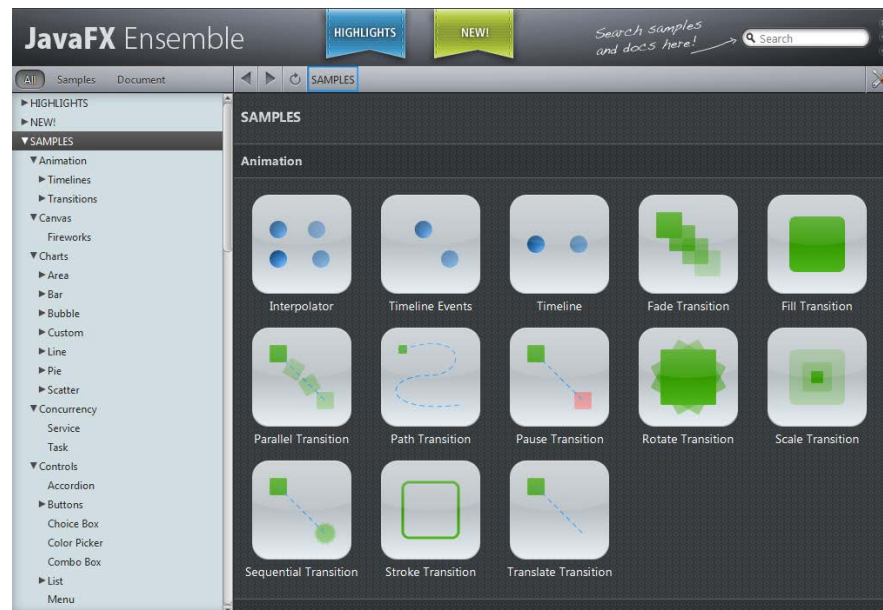 JavaFX Ensemble
HIGHLIGHTS
NEW!
Search samples
and docs here!
Search
All
Samples
Document
SAMPLES
HIGHLIGHTS
NEW!
SAMPLES
Animation
Timelines
Transitions
Canvas
Fireworks
Charts
Area
Bar
Bubble
Custom
Line
Pie
Scatter
Concurrency
Service
Task
Controls
Accordion
Buttons
Choice Box
Color Picker
Combo Box
List
Menu
SAMPLES
Animation
Interpolator
Timeline Events
Timeline
Fade Transition
Fill Transition
Parallel Transition
Path Transition
Pause Transition
Rotate Transition
Scale Transition
Sequential Transition
Stroke Transition
Translate Transition